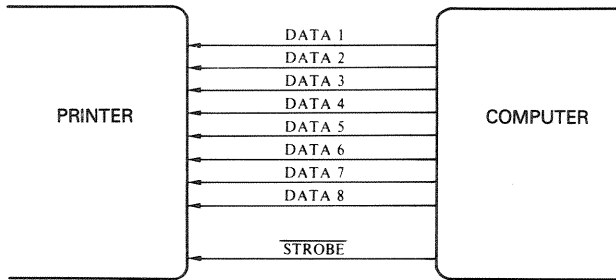 DATA 1
DATA 2
DATA 3
DATA 4
PRINTER
COMPUTER
DATA 5
DATA 6
DATA 7
DATA 8
STROBE